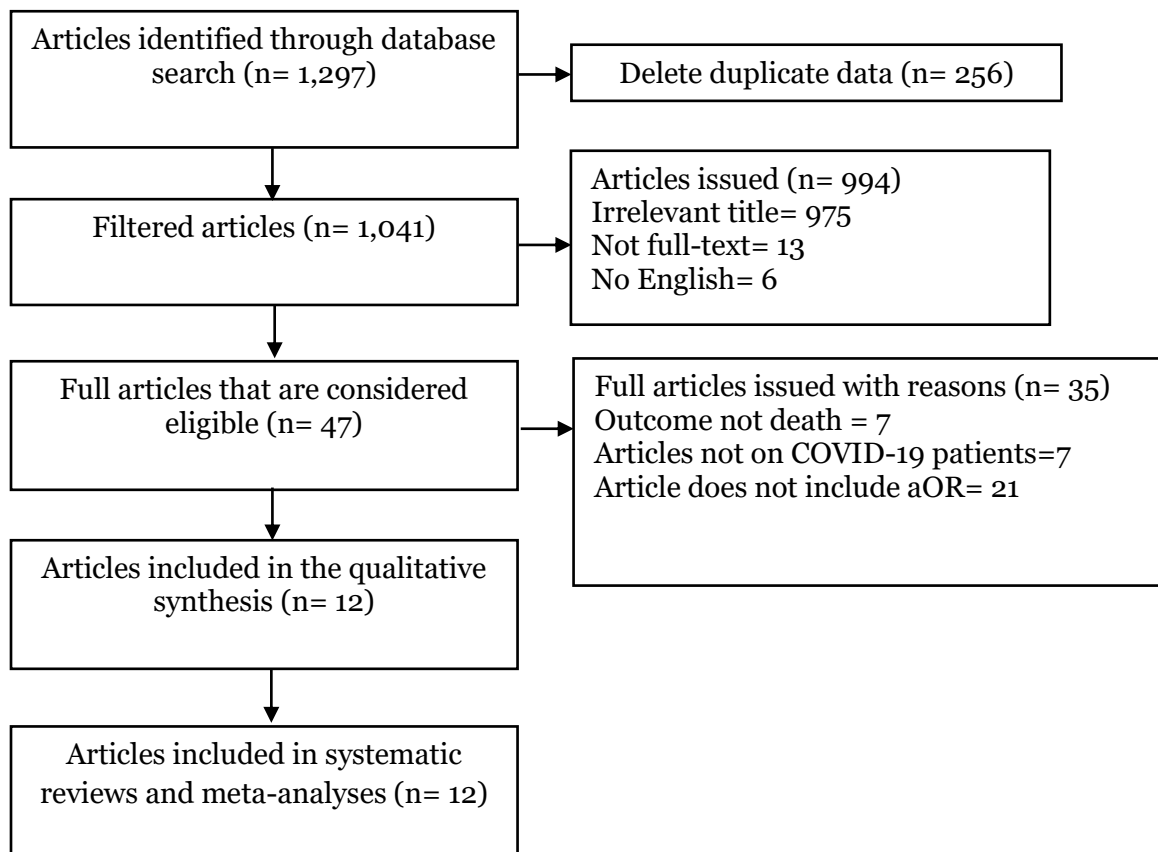 Articles identified through database
search (n= 1,297)
Delete duplicate data (n= 256)
Filtered articles (n= 1,041)
Articles issued (n= 994)
Irrelevant title= 975
Not full-text= 13
No English= 6
Full articles that are considered
eligible (n= 47)
Full articles issued with reasons (n= 35)
Outcome not death = 7
Articles not on COVID-19 patients=7
Article does not include aOR= 21
Articles included in the qualitative
synthesis (n= 12)
Articles included in systematic
reviews and meta-analyses (n= 12)